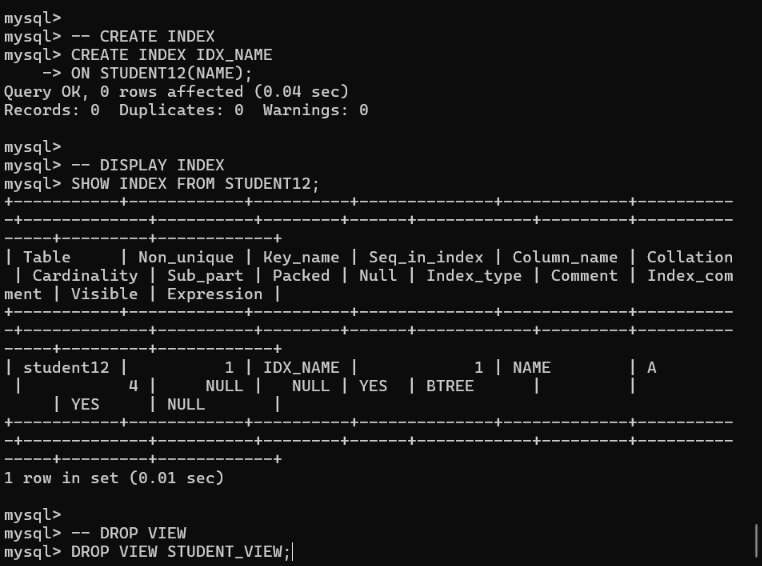 mysql>
mysql> -- CREATE INDEX
mysql> CREATE INDEX IDX_NAME
    -> ON STUDENT12(NAME);
Query OK, 0 rows affected (0.04 sec)
Records: 0  Duplicates: 0  Warnings: 0

mysql>
mysql> -- DISPLAY INDEX
mysql> SHOW INDEX FROM STUDENT12;
+-----------+------------+----------+--------------+-------------+----------
-+-------------+----------+--------+------+------------+---------+----------
-----+---------+------------+
| Table     | Non_unique | Key_name | Seq_in_index | Column_name | Collation
 | Cardinality | Sub_part | Packed | Null | Index_type | Comment | Index_com
ment | Visible | Expression |
+-----------+------------+----------+--------------+-------------+----------
-+-------------+----------+--------+------+------------+---------+----------
-----+---------+------------+
| student12 |          1 | IDX_NAME |            1 | NAME        | A
 |           4 |     NULL |   NULL | YES  | BTREE      |         |
     | YES     | NULL       |
+-----------+------------+----------+--------------+-------------+----------
-+-------------+----------+--------+------+------------+---------+----------
-----+---------+------------+
1 row in set (0.01 sec)

mysql>
mysql> -- DROP VIEW
mysql> DROP VIEW STUDENT_VIEW;